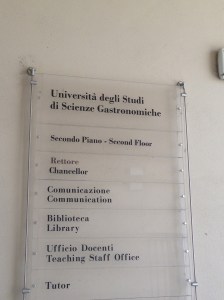 Universitá degli Studi
di Scienze Gastronomiche
Secondo Piano - Second Floor
Rettore
Chancellor
Comunicazione
Communication
Biblioteca
Library
Ufficio Docenti
Teaching Staff Office
Tutor